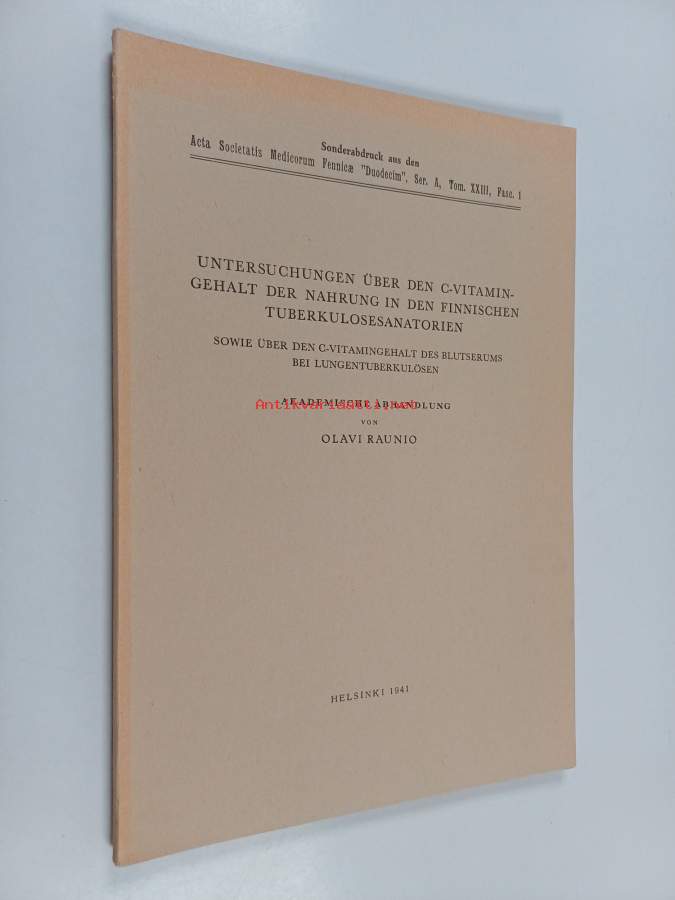 Sonderabdruck aus den
Acta Societatis Medicorum Fennicæ "Duodecim", Ser. A, Tom. XXIII, Fasc. 1
UNTERSUCHUNGEN ÜBER DEN C-VITAMIN-
GEHALT DER NAHRUNG IN DEN FINNISCHEN
TUBERKULOSESANATORIEN
SOWIE ÜBER DEN C-VITAMINGEHALT DES BLUTSERUMS
BEI LUNGENTUBERKULÖSEN
AKADEMISCHE ABHANDLUNG
Antikvariaatti.net
VON
OLAVI RAUNIO
HELSINKI 1941